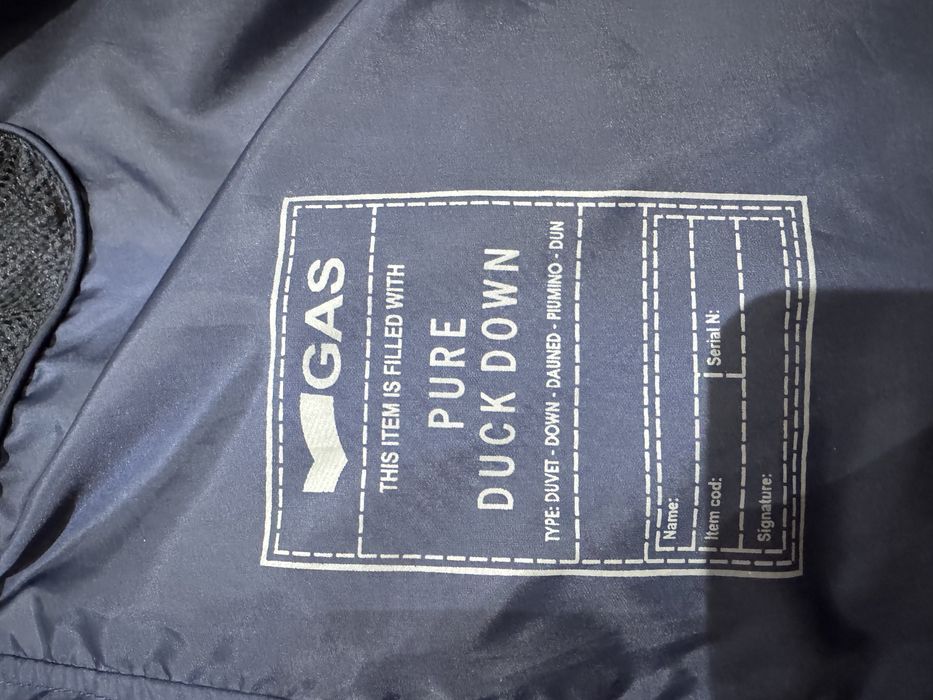 GAS
THIS ITEM IS FILLED WITH
PURE
DUCK DOWN
TYPE: DUVET - DOWN - DAUNED - PIUMINO - DUN
Name:
Item cod:
Serial N:
Signature: